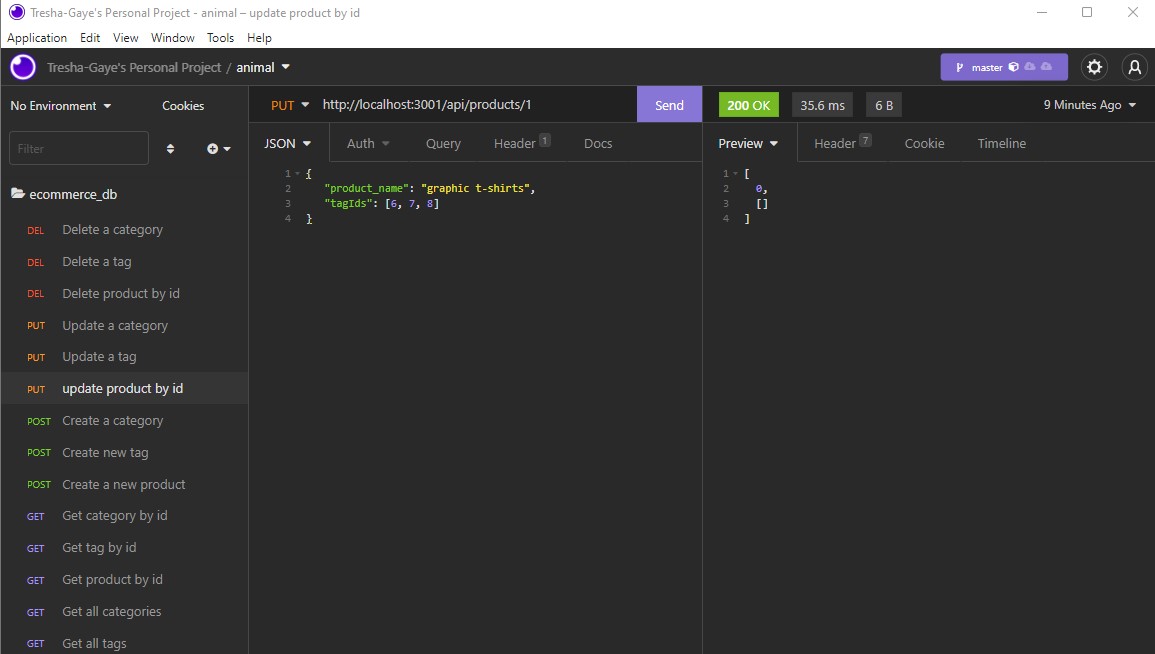 Tresha-Gaye's Personal Project - animal – update product by id
Application Edit View Window Tools Help
Tresha-Gaye's Personal Project / animal
master
No Environment
Cookies
PUT http://localhost:3001/api/products/1 Send
200 OK 35.6 ms 6 B 9 Minutes Ago
Filter
JSON Auth Query Header 1 Docs
Preview Header 7 Cookie Timeline
1 {
2 "product_name": "graphic t-shirts",
3 "tagIds": [6, 7, 8]
4 }
1 [
2 0,
3 []
4 ]
ecommerce_db
DEL Delete a category
DEL Delete a tag
DEL Delete product by id
PUT Update a category
PUT Update a tag
PUT update product by id
POST Create a category
POST Create new tag
POST Create a new product
GET Get category by id
GET Get tag by id
GET Get product by id
GET Get all categories
GET Get all tags